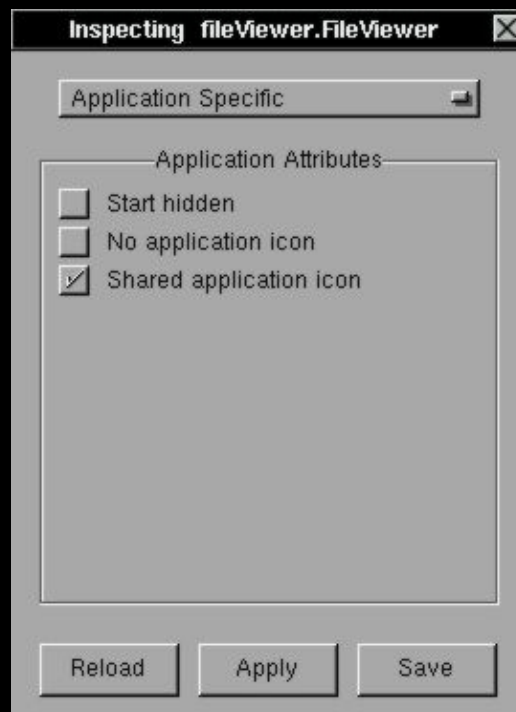 Inspecting fileViewer.FileViewer
Application Specific
Application Attributes
Start hidden
No application icon
Shared application icon
Reload Apply Save